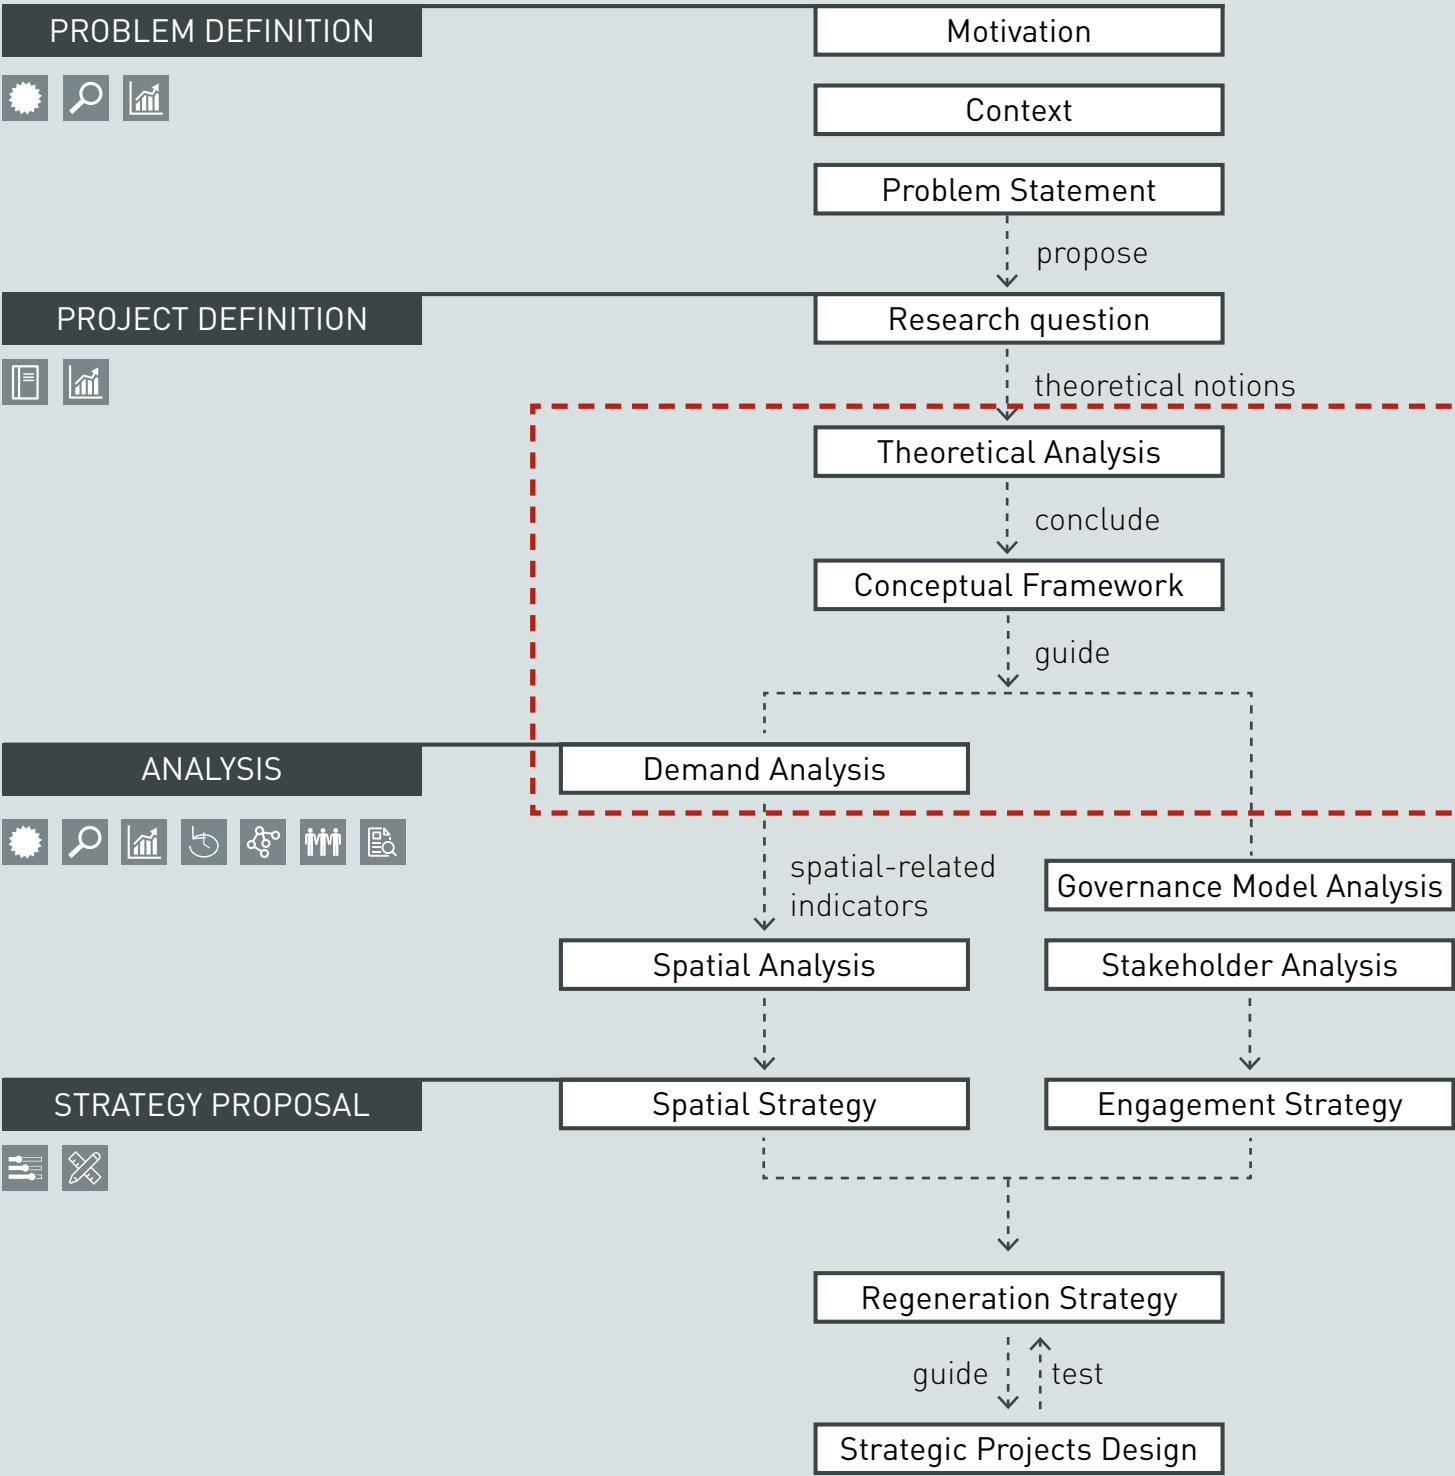 PROBLEM DEFINITION
Motivation
Context
Problem Statement
propose
PROJECT DEFINITION
Research question
theoretical notions
Theoretical Analysis
conclude
Conceptual Framework
guide
ANALYSIS
Demand Analysis
spatial-related
indicators
Governance Model Analysis
Spatial Analysis
Stakeholder Analysis
STRATEGY PROPOSAL
Spatial Strategy
Engagement Strategy
Regeneration Strategy
guide
test
Strategic Projects Design